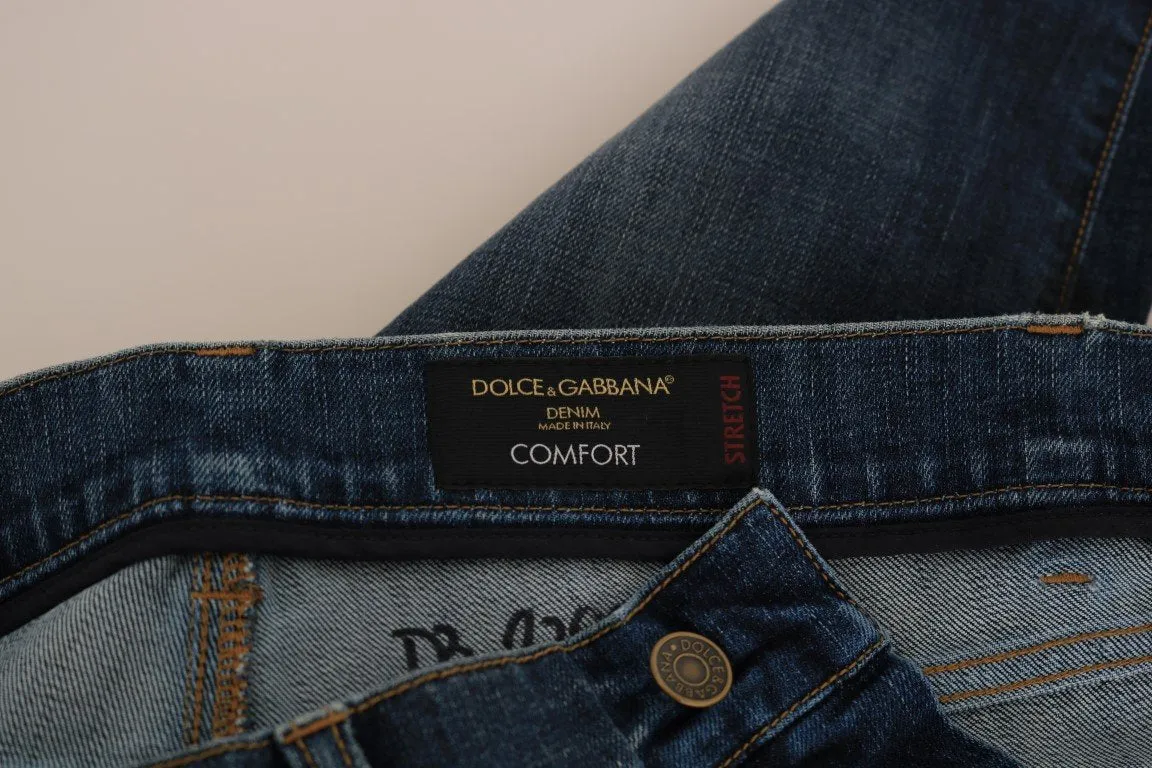 DOLCE&GABBANA®
DENIM
MADE IN ITALY
COMFORT
STRETCH
DOLCE&GABBANA